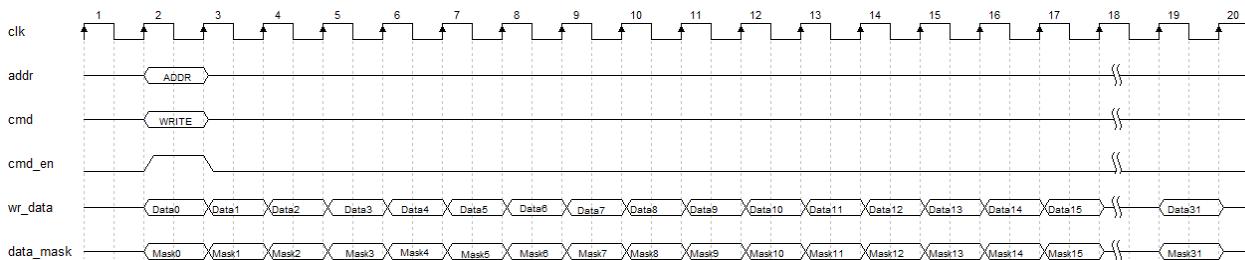 1 2 3 4 5 6 7 8 9 10 11 12 13 14 15 16 17 18 19 20
clk
addr ADDR
cmd WRITE
cmd_en
wr_data Data0 Data1 Data2 Data3 Data4 Data5 Data6 Data7 Data8 Data9 Data10 Data11 Data12 Data13 Data14 Data15 Data31
data_mask Mask0 Mask1 Mask2 Mask3 Mask4 Mask5 Mask6 Mask7 Mask8 Mask9 Mask10 Mask11 Mask12 Mask13 Mask14 Mask15 Mask31